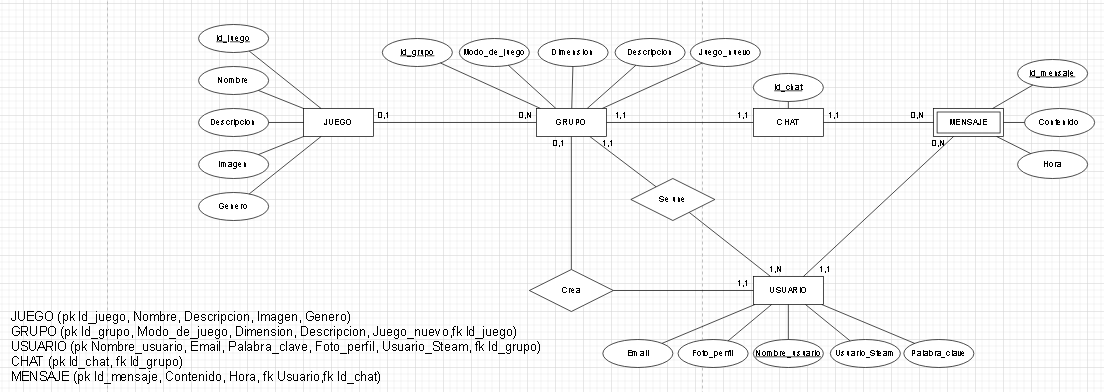 Id_juego
Nombre
Descripcion
Imagen
Genero
JUEGO
0,1
0,N
Id_grupo
Modo_de_juego
Dimension
Descripcion
Juego_nuevo
GRUPO
1,1
1,1
0,1
1,1
Id_chat
CHAT
1,1
0,N
Id_mensaje
Contenido
Hora
MENSAJE
0,N
Se une
1,N
1,1
Crea
1,1
USUARIO
Email
Foto_perfil
Nombre_usuario
Usuario_Steam
Palabra_clave
JUEGO (pk Id_juego, Nombre, Descripcion, Imagen, Genero)
GRUPO (pk Id_grupo, Modo_de_juego, Dimension, Descripcion, Juego_nuevo,fk Id_juego)
USUARIO (pk Nombre_usuario, Email, Palabra_clave, Foto_perfil, Usuario_Steam, fk Id_grupo)
CHAT (pk Id_chat, fk Id_grupo)
MENSAJE (pk Id_mensaje, Contenido, Hora, fk Usuario,fk Id_chat)